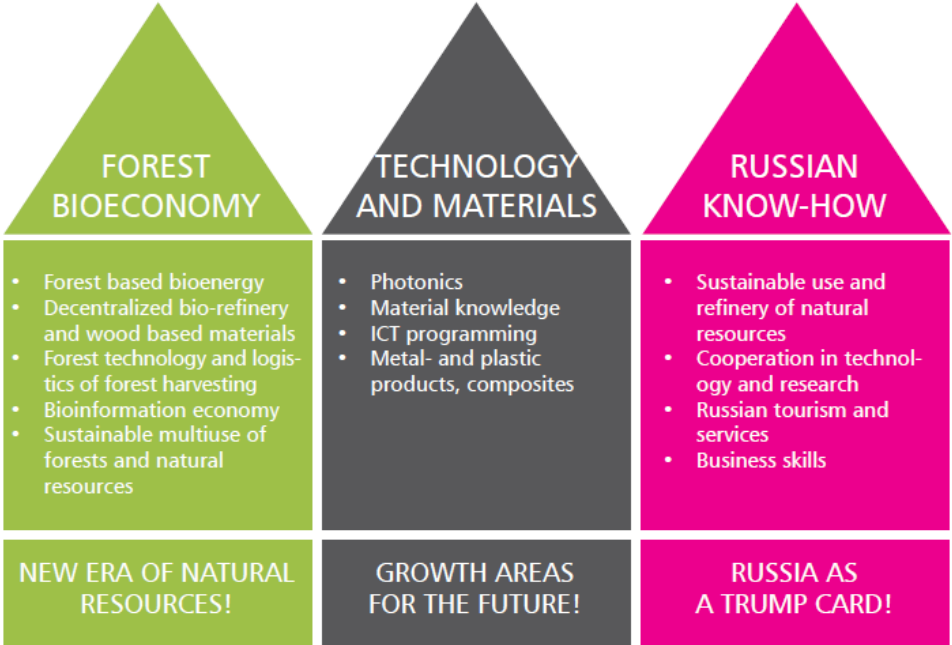 FOREST
BIOECONOMY
• Forest based bioenergy
• Decentralized bio-refinery
and wood based materials
• Forest technology and logis-
tics of forest harvesting
• Bioinformation economy
• Sustainable multiuse of
forests and natural
resources
NEW ERA OF NATURAL
RESOURCES!
TECHNOLOGY
AND MATERIALS
• Photonics
• Material knowledge
• ICT programming
• Metal- and plastic
products, composites
GROWTH AREAS
FOR THE FUTURE!
RUSSIAN
KNOW-HOW
• Sustainable use and
refinery of natural
resources
• Cooperation in technol-
ogy and research
• Russian tourism and
services
• Business skills
RUSSIA AS
A TRUMP CARD!